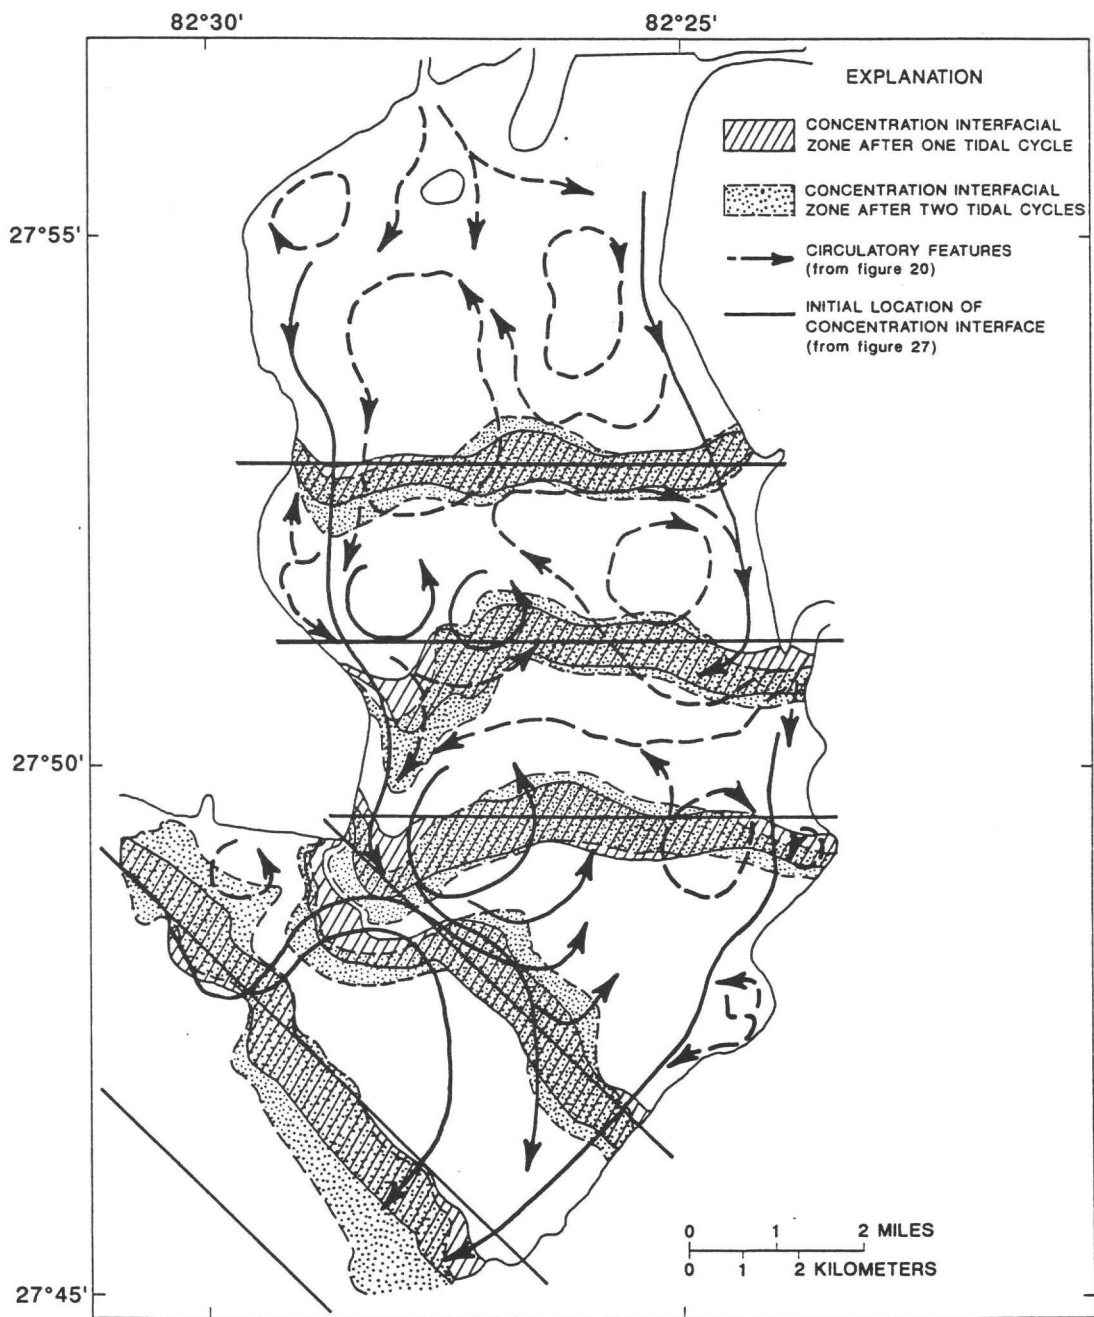 82°30' 82°25'
EXPLANATION
CONCENTRATION INTERFACIAL
ZONE AFTER ONE TIDAL CYCLE
CONCENTRATION INTERFACIAL
ZONE AFTER TWO TIDAL CYCLES
CIRCULATORY FEATURES
(from figure 20)
INITIAL LOCATION OF
CONCENTRATION INTERFACE
(from figure 27)
27°55'
27°50'
27°45'
0 1 2 MILES
0 1 2 KILOMETERS